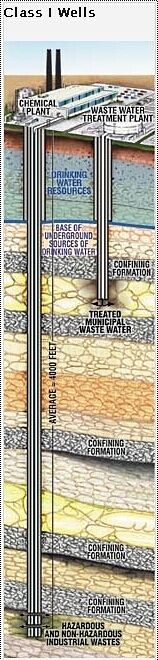 Class I Wells
CHEMICAL
PLANT
WASTE WATER
TREATMENT PLANT
DRINKING
WATER
RESOURCES
BASE OF
UNDERGROUND
SOURCES OF
DRINKING WATER
CONFINING
FORMATION
TREATED
MUNICIPAL
WASTE WATER
AVERAGE = 4000 FEET
CONFINING
FORMATION
CONFINING
FORMATION
CONFINING
FORMATION
HAZARDOUS
AND NON-HAZARDOUS
INDUSTRIAL WASTES